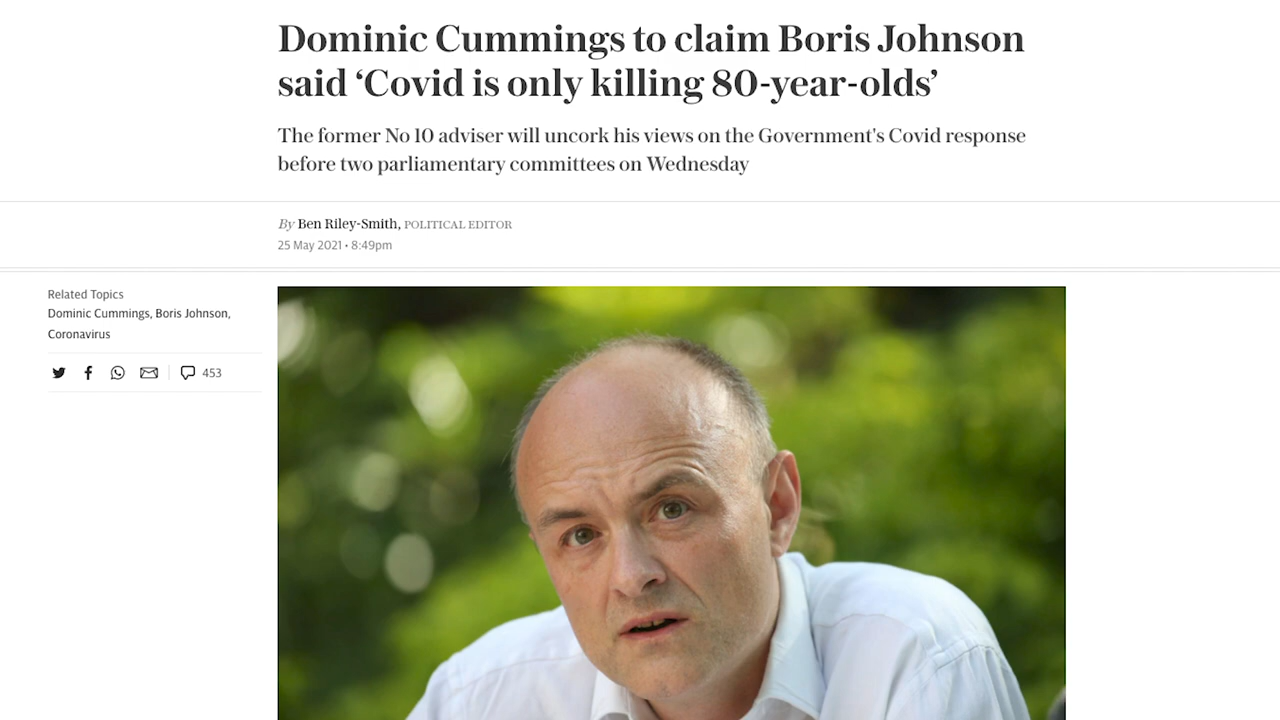 Dominic Cummings to claim Boris Johnson
said ‘Covid is only killing 80-year-olds’
The former No 10 adviser will uncork his views on the Government's Covid response
before two parliamentary committees on Wednesday
By Ben Riley-Smith, POLITICAL EDITOR
25 May 2021 • 8:49pm
Related Topics
Dominic Cummings, Boris Johnson,
Coronavirus
453